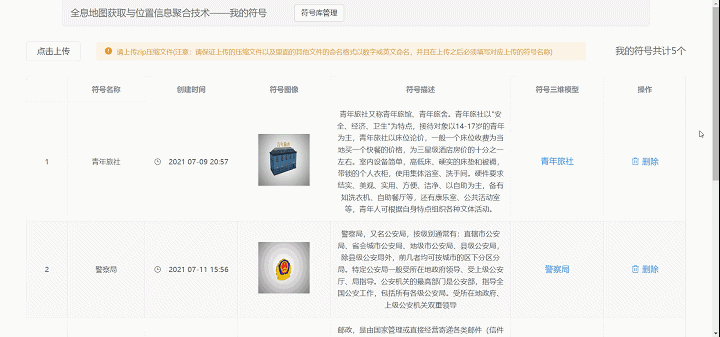 全息地图获取与位置信息聚合技术——我的符号
符号库管理
点击上传
请上传zip压缩文件(注意：请保证上传的压缩文件以及里面的其他文件的命名格式以数字或英文命名，并且在上传之后必须填写对应上传的符号名称)
我的符号共计5个
符号名称 创建时间 符号图像 符号描述 符号三维模型 操作
1 青年旅社 2021 07-09 20:57
青年旅社又称青年旅馆、青年旅舍。青年旅社以"安
全、经济、卫生"为特点，接待对象以14-17岁的青年
为主，青年旅社以床位论价，一般一个床位收费为当
地买一个快餐的价格，为三星级酒店房价的十分之一
左右。室内设备简单，高低床、硬实的床垫和被褥，
带锁的个人衣柜，使用集体浴室、洗手间。硬件要求
结实、美观、实用、方便、洁净、以自助为主，备有
如洗衣机、自助餐厅等，还有康乐室、公共活动室
等，青年人可根据自身特点组织各种文体活动。
青年旅社 删除
2 警察局 2021 07-11 15:56
警察局，又名公安局，按级别通常有：直辖市公安
局、省会城市公安局、地级市公安局、县级公安局，
除县级公安局外，前几者均可按城市的区下分区分
局。特定公安局一般受所在地政府领导、受上级公安
厅、局指导。公安机关的最高部门是公安部，指导全
国公安工作，包括所有各级公安局。受所在地政府、
上级公安机关双重领导
警察局 删除
邮政，是由国家管理或直接经营寄递各类邮件（信件